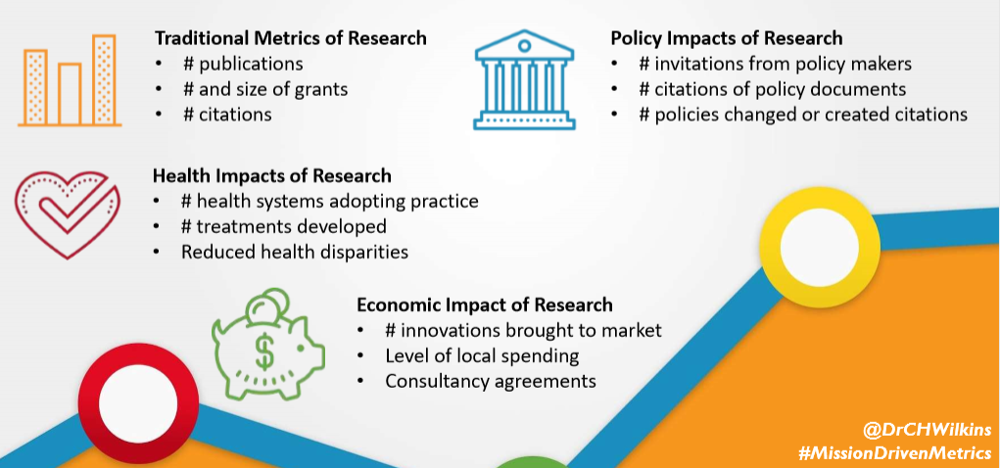 Traditional Metrics of Research
• # publications
• # and size of grants
• # citations
Policy Impacts of Research
• # invitations from policy makers
• # citations of policy documents
• # policies changed or created citations
Health Impacts of Research
• # health systems adopting practice
• # treatments developed
• Reduced health disparities
$
Economic Impact of Research
• # innovations brought to market
• Level of local spending
• Consultancy agreements
@DrCHWilkins
#MissionDrivenMetrics